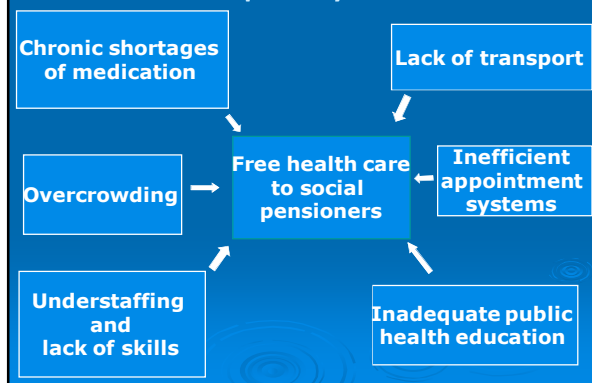 Chronic shortages
of medication
Lack of transport
Free health care
to social
pensioners
Inefficient
appointment
systems
Overcrowding
Understaffing
and
lack of skills
Inadequate public
health education